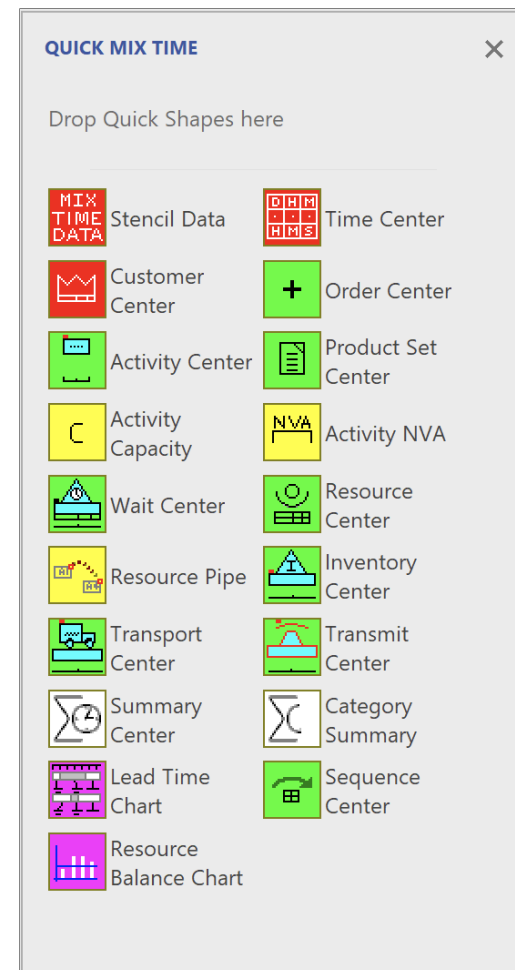 QUICK MIX TIME
Drop Quick Shapes here
MIX
TIME
DATA
Stencil Data
D H M
H M S
Time Center
Customer
Center
+
Order Center
Activity Center
Product Set
Center
C
Activity
Capacity
NVA
Activity NVA
Wait Center
Resource
Center
Resource Pipe
I
Inventory
Center
Transport
Center
Transmit
Center
Summary
Center
Category
Summary
Lead Time
Chart
Sequence
Center
Resource
Balance Chart